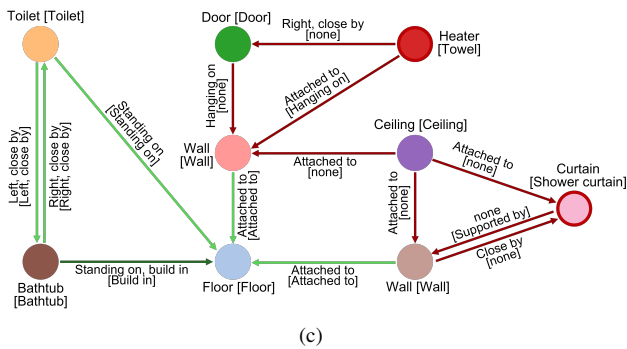 Toilet [Toilet]
Door [Door]
Right, close by
[none]
Heater
[Towel]
Hanging on
[none]
Attached to
[Hanging on]
Standing on
[Standing on]
Left, close by
[Left, close by]
Right, close by
[Right, close by]
Wall
[Wall]
Ceiling [Ceiling]
Attached to
[none]
Attached to
[none]
Curtain
[Shower curtain]
Attached to
[Attached to]
Attached to
[none]
none
[Supported by]
Close by
[none]
Standing on, build in
[Build in]
Attached to
[Attached to]
Bathtub
[Bathtub]
Floor [Floor]
Wall [Wall]
(c)